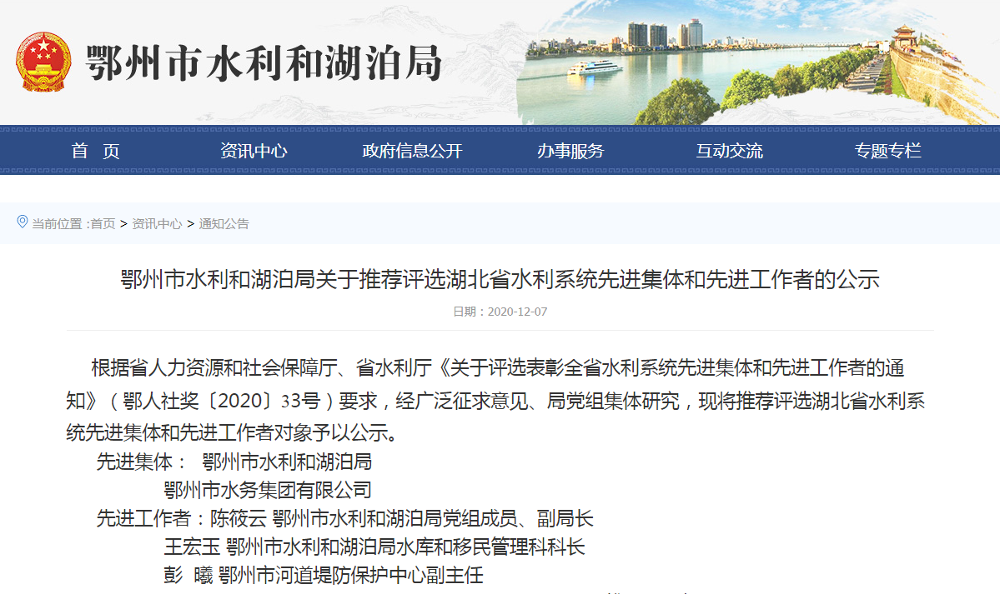 鄂州市水利和湖泊局
首 页 资讯中心 政府信息公开 办事服务 互动交流 专题专栏
当前位置 :首页 > 资讯中心 > 通知公告
鄂州市水利和湖泊局关于推荐评选湖北省水利系统先进集体和先进工作者的公示
日期：2020-12-07
根据省人力资源和社会保障厅、省水利厅《关于评选表彰全省水利系统先进集体和先进工作者的通
知》（鄂人社奖〔2020〕33号）要求，经广泛征求意见、局党组集体研究，现将推荐评选湖北省水利系
统先进集体和先进工作者对象予以公示。
先进集体： 鄂州市水利和湖泊局
鄂州市水务集团有限公司
先进工作者：陈筱云 鄂州市水利和湖泊局党组成员、副局长
王宏玉 鄂州市水利和湖泊局水库和移民管理科科长
彭 曦 鄂州市河道堤防保护中心副主任